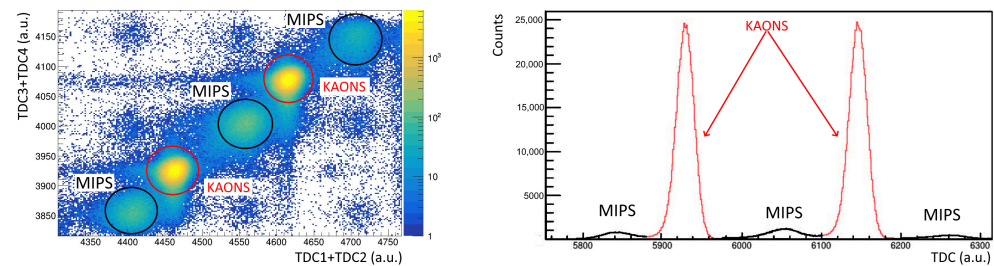 TDC3+TDC4 (a.u.)
4150
4100
4050
4000
3950
3900
3850
MIPS
KAONS
MIPS
KAONS
MIPS
10³
10²
10
1
4350 4400 4450 4500 4550 4600 4650 4700 4750
TDC1+TDC2 (a.u.)
Counts
25,000
20,000
15,000
10,000
5000
0
KAONS
MIPS MIPS MIPS
5800 5900 6000 6100 6200 6300
TDC (a.u.)